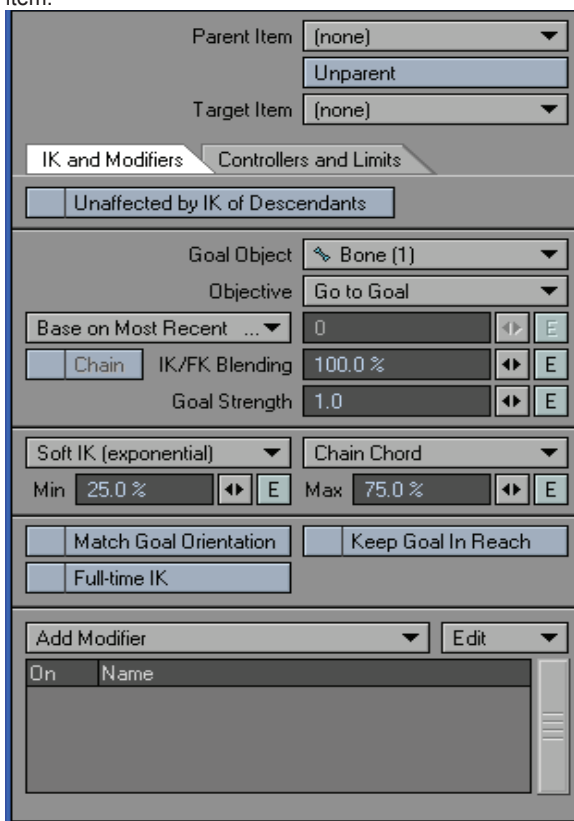 item.
Parent Item (none)
Unparent
Target Item (none)
IK and Modifiers Controllers and Limits
Unaffected by IK of Descendants
Goal Object Bone (1)
Objective Go to Goal
Base on Most Recent ... 0 E
Chain IK/FK Blending 100.0 % E
Goal Strength 1.0 E
Soft IK (exponential) Chain Chord
Min 25.0 % E Max 75.0 % E
Match Goal Orientation Keep Goal In Reach
Full-time IK
Add Modifier Edit
On Name